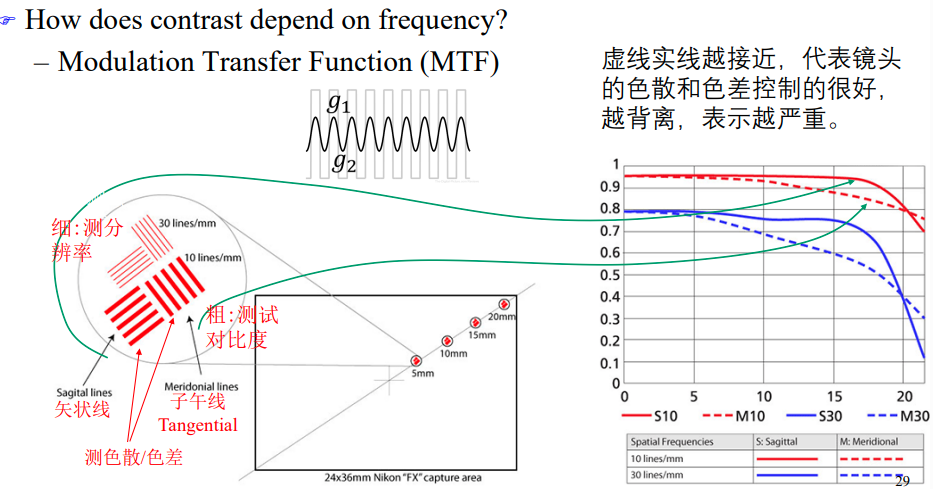 ☞ How does contrast depend on frequency?
– Modulation Transfer Function (MTF)
虚线实线越接近，代表镜头
的色散和色差控制的很好，
越背离，表示越严重。
g₁
g₂
细:测分
辨率
30 lines/mm
10 lines/mm
粗:测试
对比度
Sagital lines
矢状线
Meridonial lines
子午线
Tangential
测色散/色差
20mm
15mm
10mm
5mm
24x36mm Nikon "FX" capture area
1
0.9
0.8
0.7
0.6
0.5
0.4
0.3
0.2
0.1
0
0 5 10 15 20
S10 M10 S30 M30
Spatial Frequencies S: Sagittal M: Meridional
10 lines/mm
30 lines/mm
29